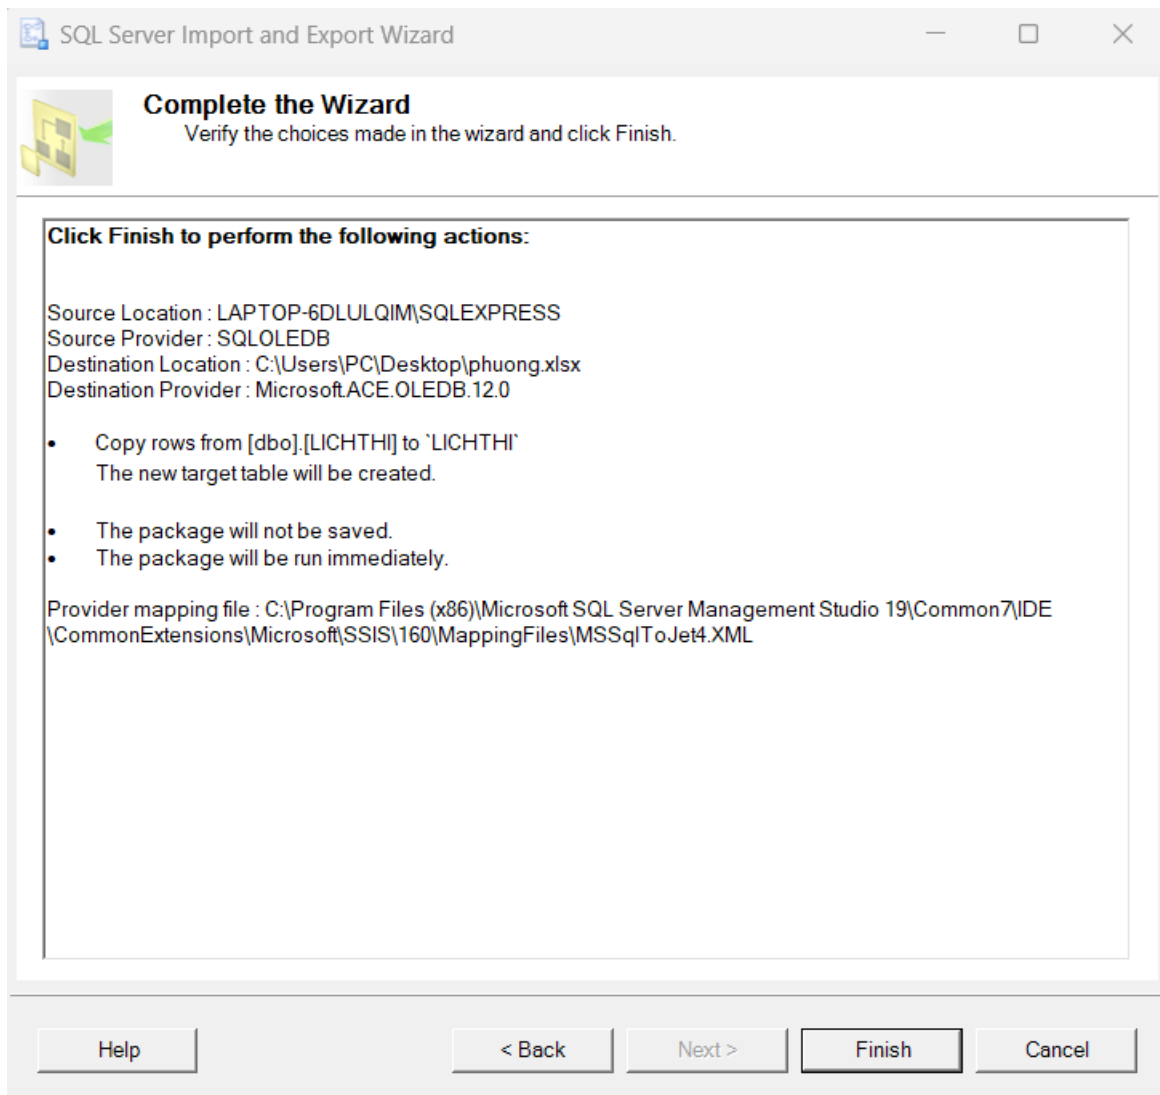 SQL Server Import and Export Wizard
Complete the Wizard
Verify the choices made in the wizard and click Finish.
Click Finish to perform the following actions:
Source Location : LAPTOP-6DLULQIM\SQLEXPRESS
Source Provider : SQLOLEDB
Destination Location : C:\Users\PC\Desktop\phuong.xlsx
Destination Provider : Microsoft.ACE.OLEDB.12.0
• Copy rows from [dbo].[LICHTHI] to `LICHTHI`
The new target table will be created.
• The package will not be saved.
• The package will be run immediately.
Provider mapping file : C:\Program Files (x86)\Microsoft SQL Server Management Studio 19\Common7\IDE
\CommonExtensions\Microsoft\SSIS\160\MappingFiles\MSSqlToJet4.XML
Help
< Back
Next >
Finish
Cancel